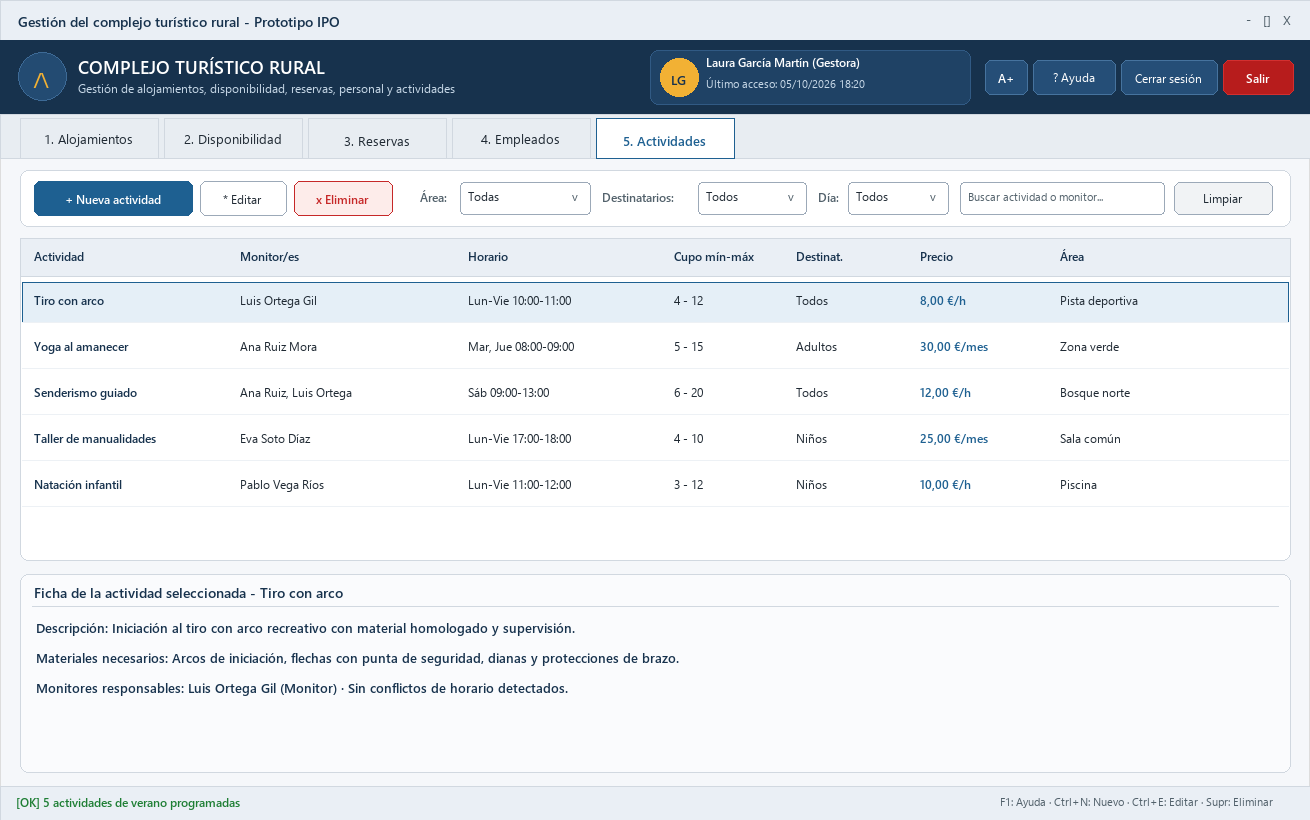 Gestión del complejo turístico rural - Prototipo IPO
- [] X
Λ COMPLEJO TURÍSTICO RURAL
Gestión de alojamientos, disponibilidad, reservas, personal y actividades
LG Laura García Martín (Gestora)
Último acceso: 05/10/2026 18:20
A+ ? Ayuda Cerrar sesión Salir
1. Alojamientos 2. Disponibilidad 3. Reservas 4. Empleados 5. Actividades
+ Nueva actividad * Editar x Eliminar Área: Todas v Destinatarios: Todos v Día: Todos v Buscar actividad o monitor... Limpiar
Actividad Monitor/es Horario Cupo mín-máx Destinat. Precio Área
Tiro con arco Luis Ortega Gil Lun-Vie 10:00-11:00 4 - 12 Todos 8,00 €/h Pista deportiva
Yoga al amanecer Ana Ruiz Mora Mar, Jue 08:00-09:00 5 - 15 Adultos 30,00 €/mes Zona verde
Senderismo guiado Ana Ruiz, Luis Ortega Sáb 09:00-13:00 6 - 20 Todos 12,00 €/h Bosque norte
Taller de manualidades Eva Soto Díaz Lun-Vie 17:00-18:00 4 - 10 Niños 25,00 €/mes Sala común
Natación infantil Pablo Vega Ríos Lun-Vie 11:00-12:00 3 - 12 Niños 10,00 €/h Piscina
Ficha de la actividad seleccionada - Tiro con arco
Descripción: Iniciación al tiro con arco recreativo con material homologado y supervisión.
Materiales necesarios: Arcos de iniciación, flechas con punta de seguridad, dianas y protecciones de brazo.
Monitores responsables: Luis Ortega Gil (Monitor) · Sin conflictos de horario detectados.
[OK] 5 actividades de verano programadas
F1: Ayuda · Ctrl+N: Nuevo · Ctrl+E: Editar · Supr: Eliminar